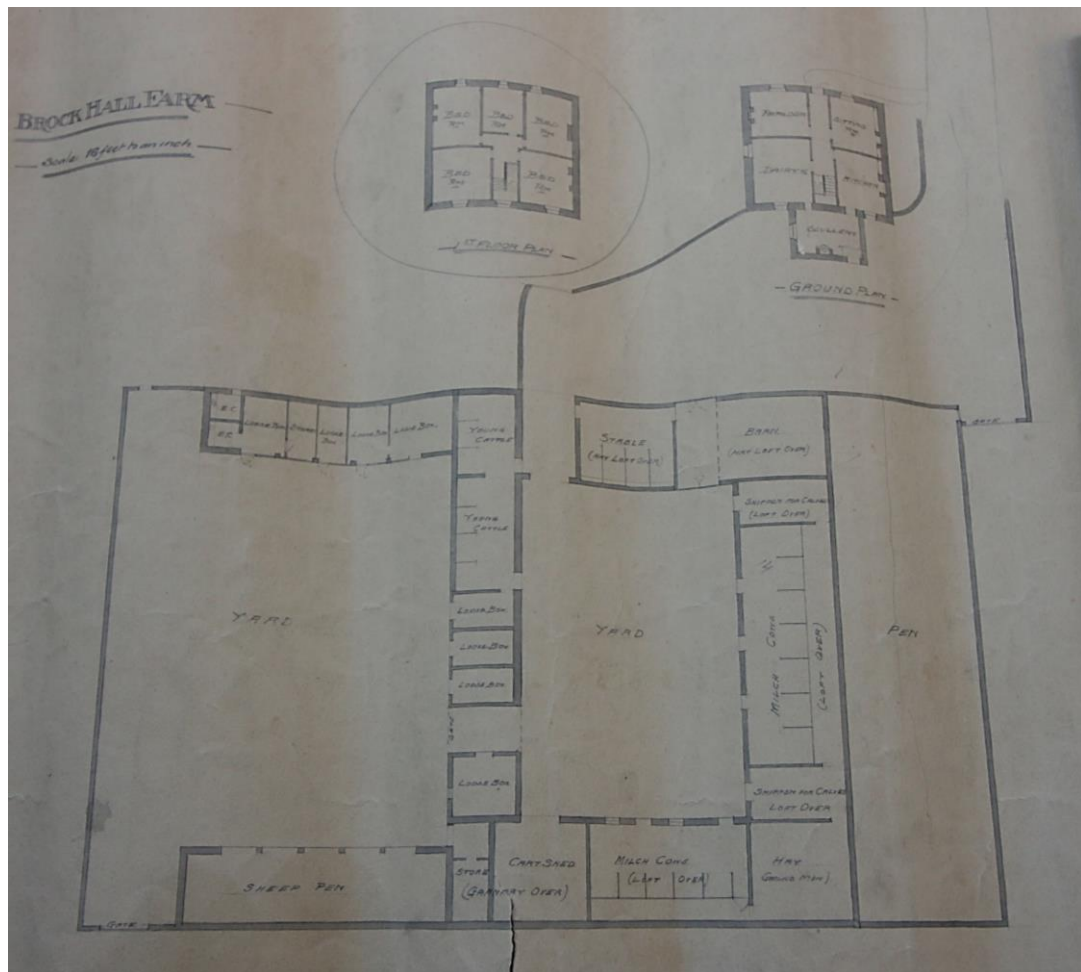 BROCK HALL FARM
Scale 16 feet to an inch
BED RM
BED RM
BED RM
BED RM
BED RM
1ST FLOOR PLAN
PARLOUR
SITTING RM
DAIRYS
KITCHEN
SCULLERY
GROUND PLAN
E.C.
E.C.
LOOSE BOX
LOOSE BOX
LOOSE BOX
LOOSE BOX
YOUNG CATTLE
STABLE
(HAY LOFT OVER)
BARN
(HAY LOFT OVER)
GATE
SHIPPON FOR CALVES
(LOFT OVER)
YOUNG CATTLE
YARD
LOOSE BOX
YARD
MILCH COWS
(LOFT OVER)
PEN
LOOSE BOX
LOOSE BOX
GATE
LOOSE BOX
SHIPPON FOR CALVES
LOFT OVER
SHEEP PEN
STORE
CART SHED
(GRANARY OVER)
MILCH COWS
(LOFT OVER)
HAY
GATE